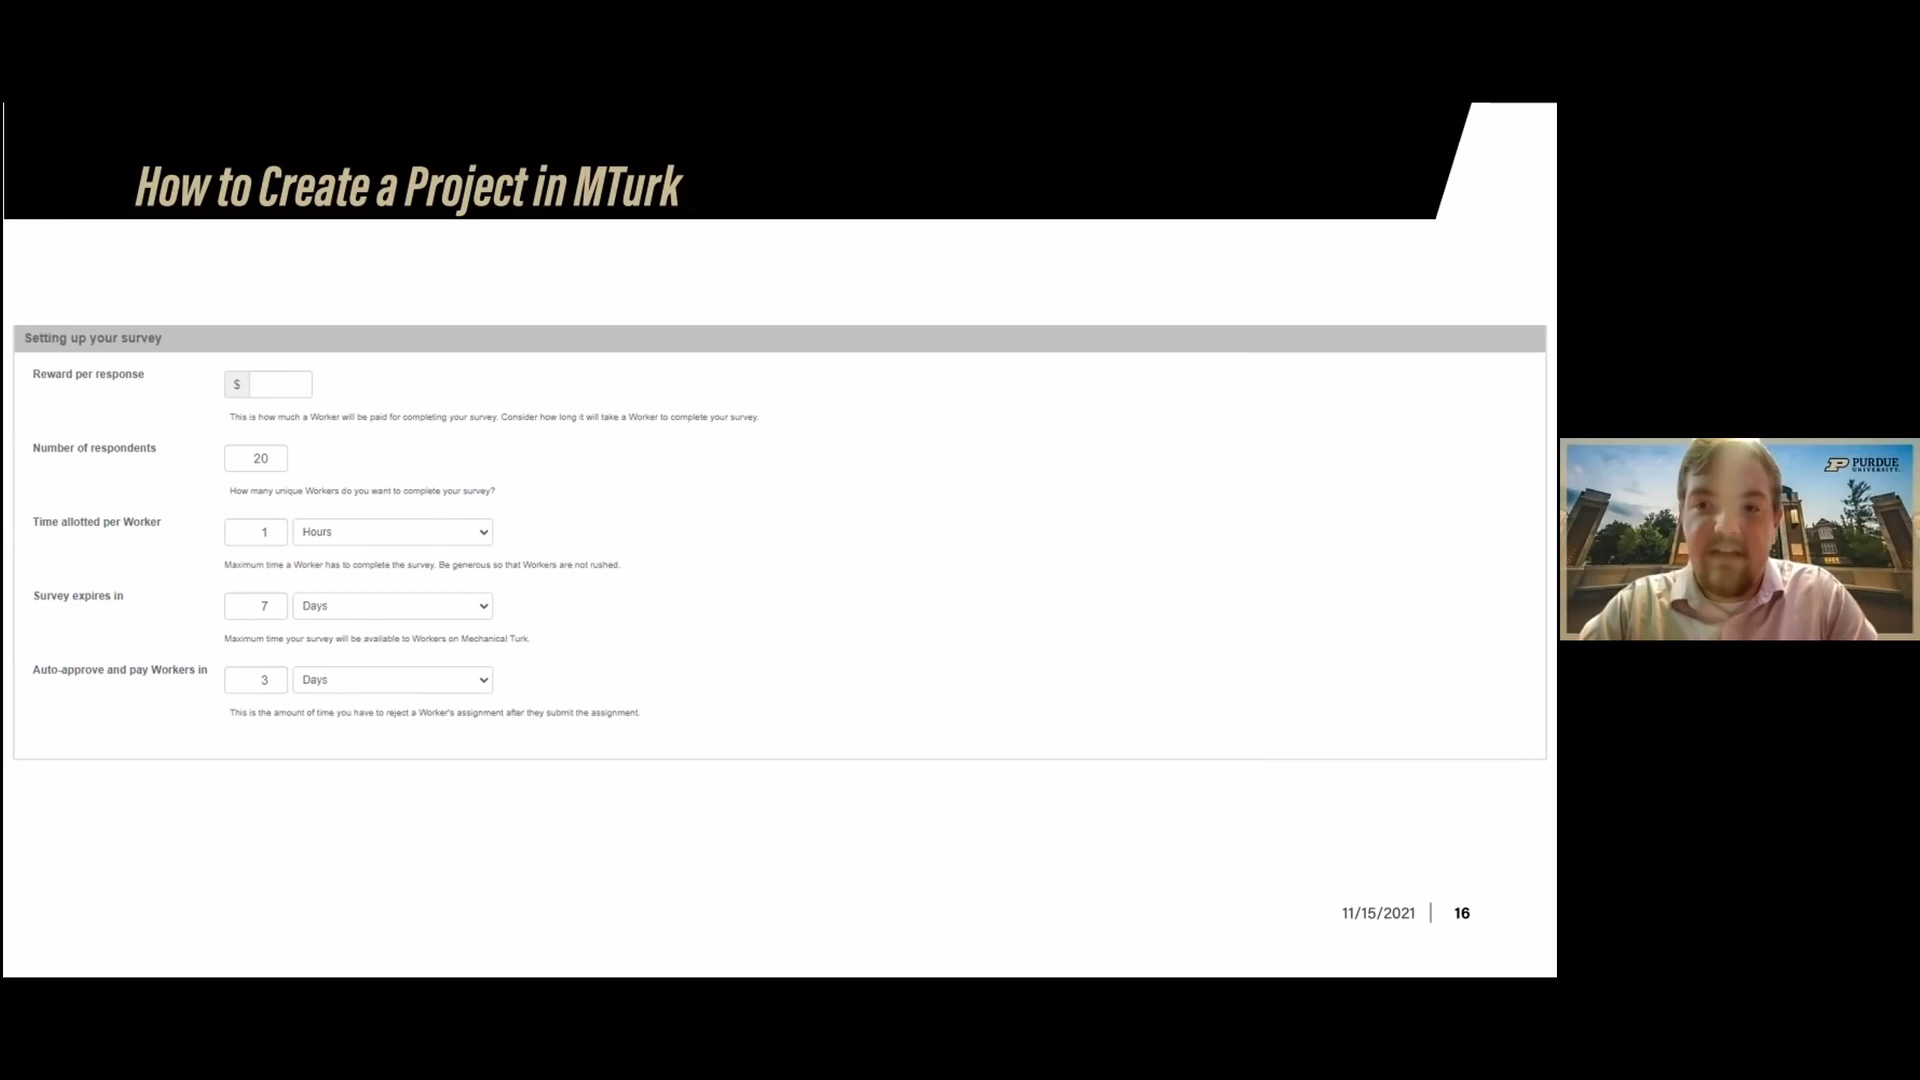 How to Create a Project in MTurk
Setting up your survey
Reward per response
$
This is how much a Worker will be paid for completing your survey. Consider how long it will take a Worker to complete your survey.
Number of respondents
20
How many unique Workers do you want to complete your survey?
Time allotted per Worker
1 Hours
Maximum time a Worker has to complete the survey. Be generous so that Workers are not rushed.
Survey expires in
7 Days
Maximum time your survey will be available to Workers on Mechanical Turk.
Auto-approve and pay Workers in
3 Days
This is the amount of time you have to reject a Worker's assignment after they submit the assignment.
11/15/2021 | 16
P PURDUE
UNIVERSITY